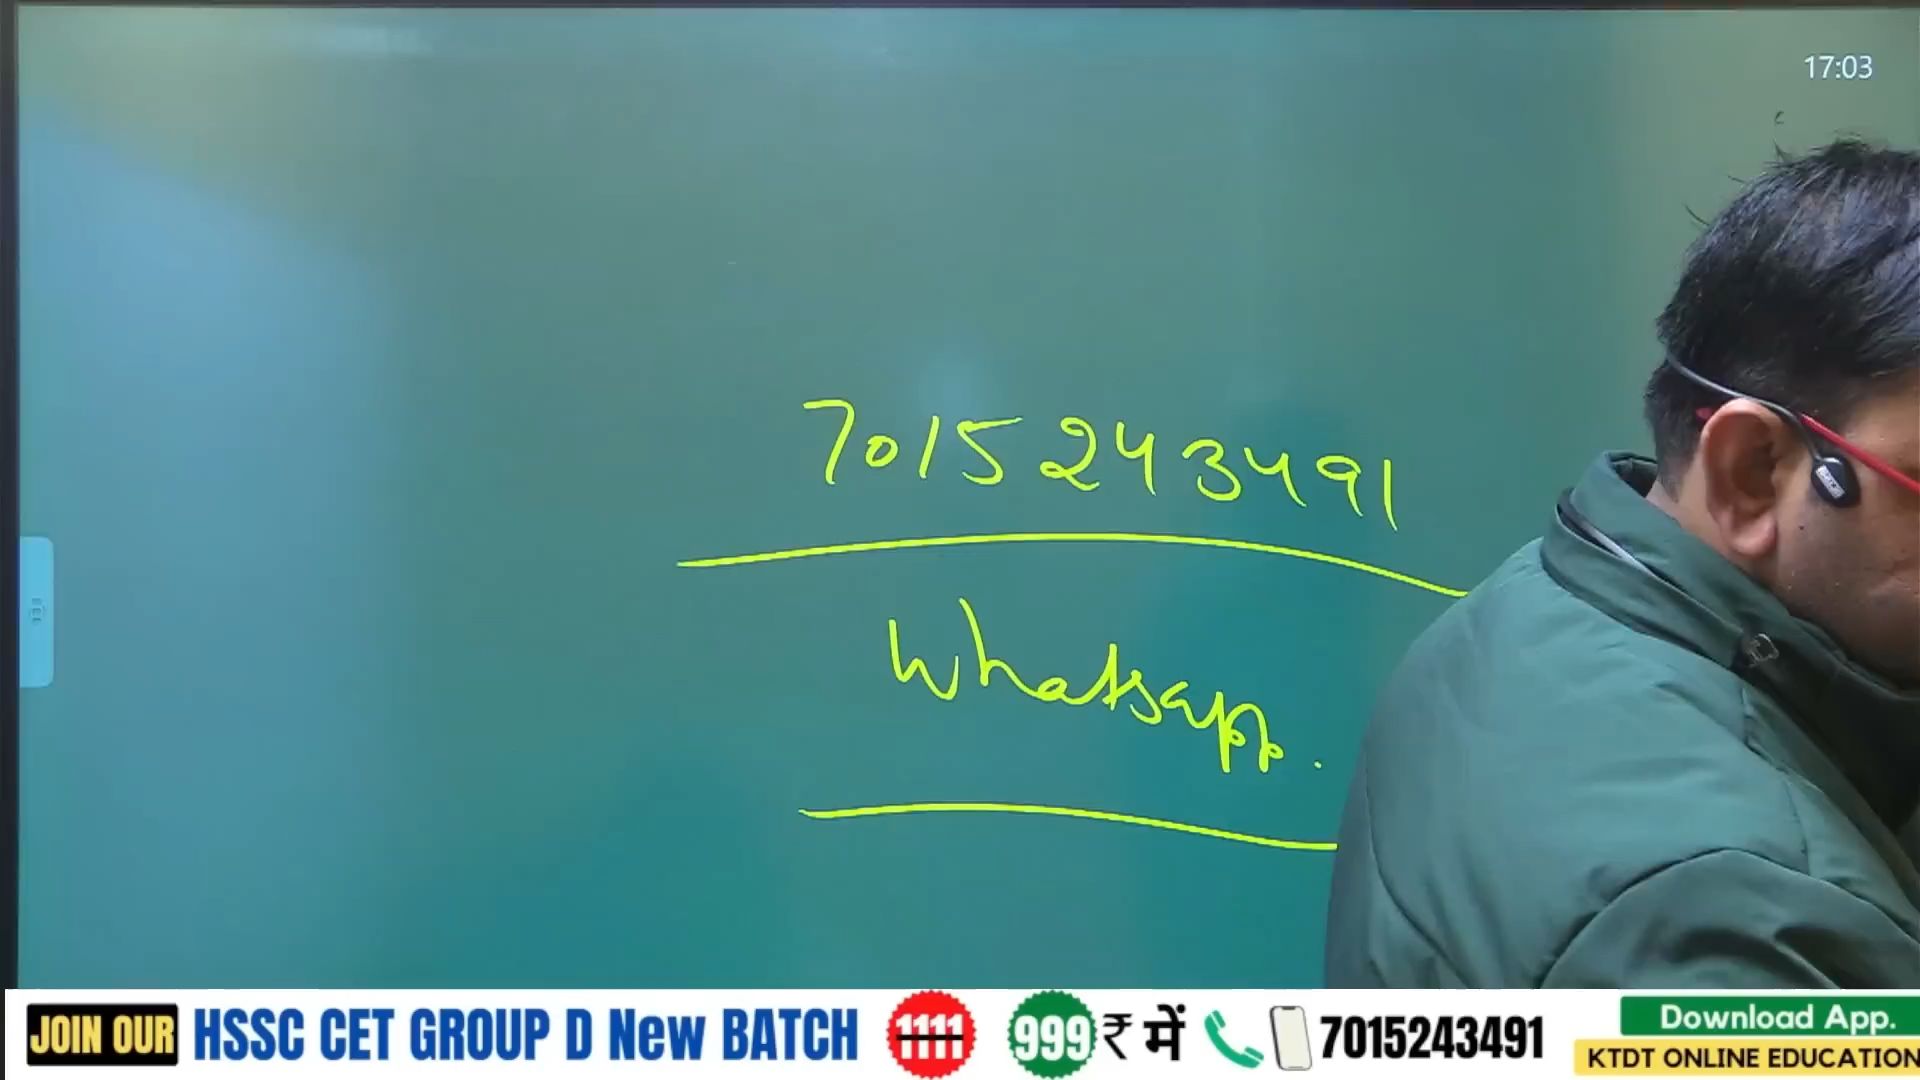 17:03
7015243491
Whatsapp.
JOIN OUR HSSC CET GROUP D New BATCH 1111 999 ₹ में 7015243491
Download App.
KTDT ONLINE EDUCATION